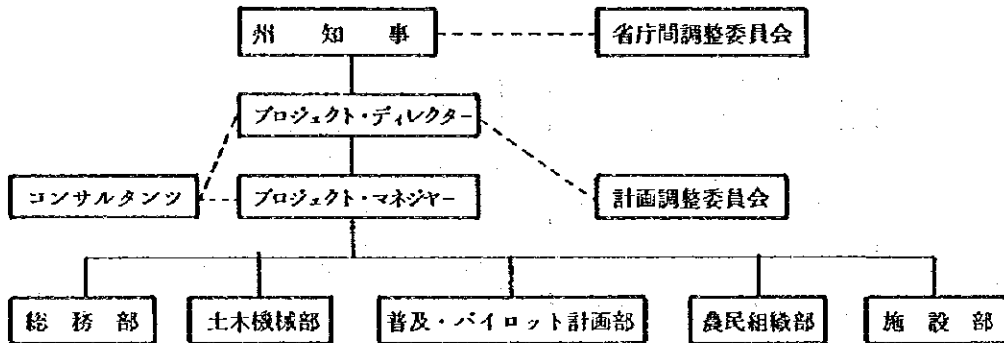 州知事
省庁間調整委員会
プロジェクト・ディレクター
コンサルタンツ
プロジェクト・マネジャー
計画調整委員会
総務部
土木機械部
普及・パイロット計画部
農民組織部
施設部